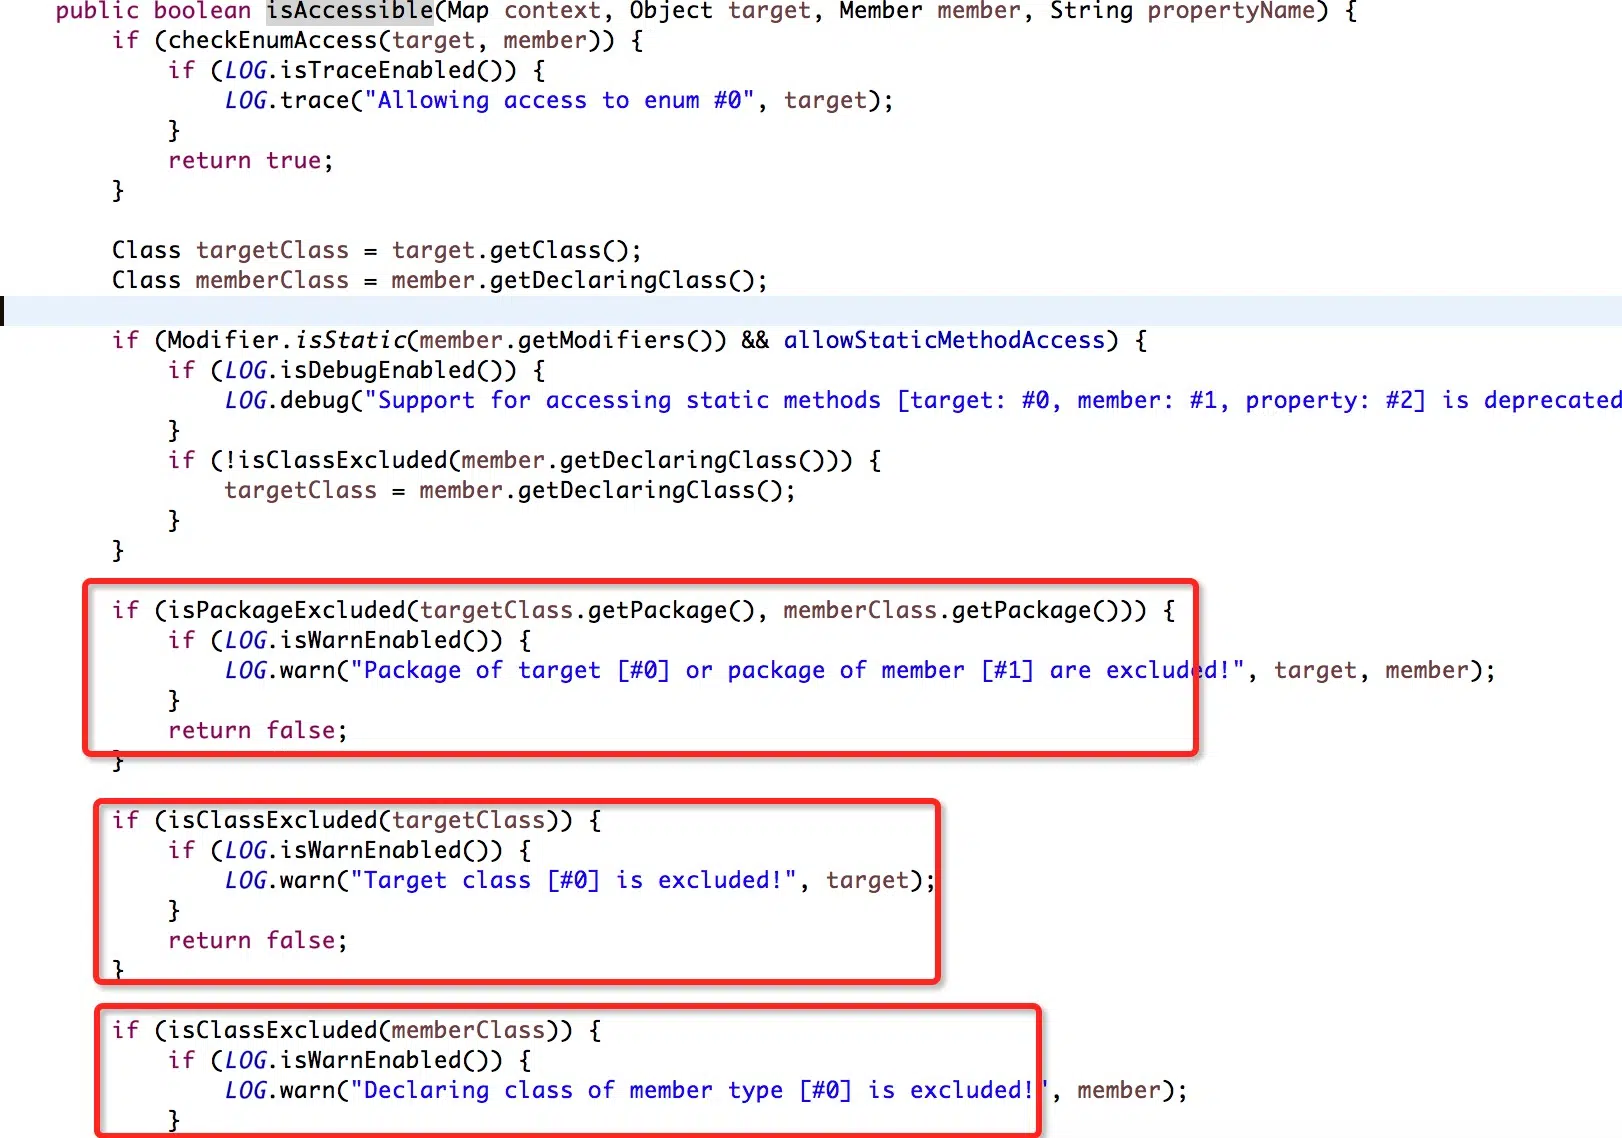 public boolean isAccessible(Map context, Object target, Member member, String propertyName) {
if (checkEnumAccess(target, member)) {
if (LOG.isTraceEnabled()) {
LOG.trace("Allowing access to enum #0", target);
}
return true;
}
Class targetClass = target.getClass();
Class memberClass = member.getDeclaringClass();
if (Modifier.isStatic(member.getModifiers()) && allowStaticMethodAccess) {
if (LOG.isDebugEnabled()) {
LOG.debug("Support for accessing static methods [target: #0, member: #1, property: #2] is deprecated
}
if (!isClassExcluded(member.getDeclaringClass())) {
targetClass = member.getDeclaringClass();
}
}
if (isPackageExcluded(targetClass.getPackage(), memberClass.getPackage())) {
if (LOG.isWarnEnabled()) {
LOG.warn("Package of target [#0] or package of member [#1] are excluded!", target, member);
}
return false;
}
if (isClassExcluded(targetClass)) {
if (LOG.isWarnEnabled()) {
LOG.warn("Target class [#0] is excluded!", target);
}
return false;
}
if (isClassExcluded(memberClass)) {
if (LOG.isWarnEnabled()) {
LOG.warn("Declaring class of member type [#0] is excluded!", member);
}